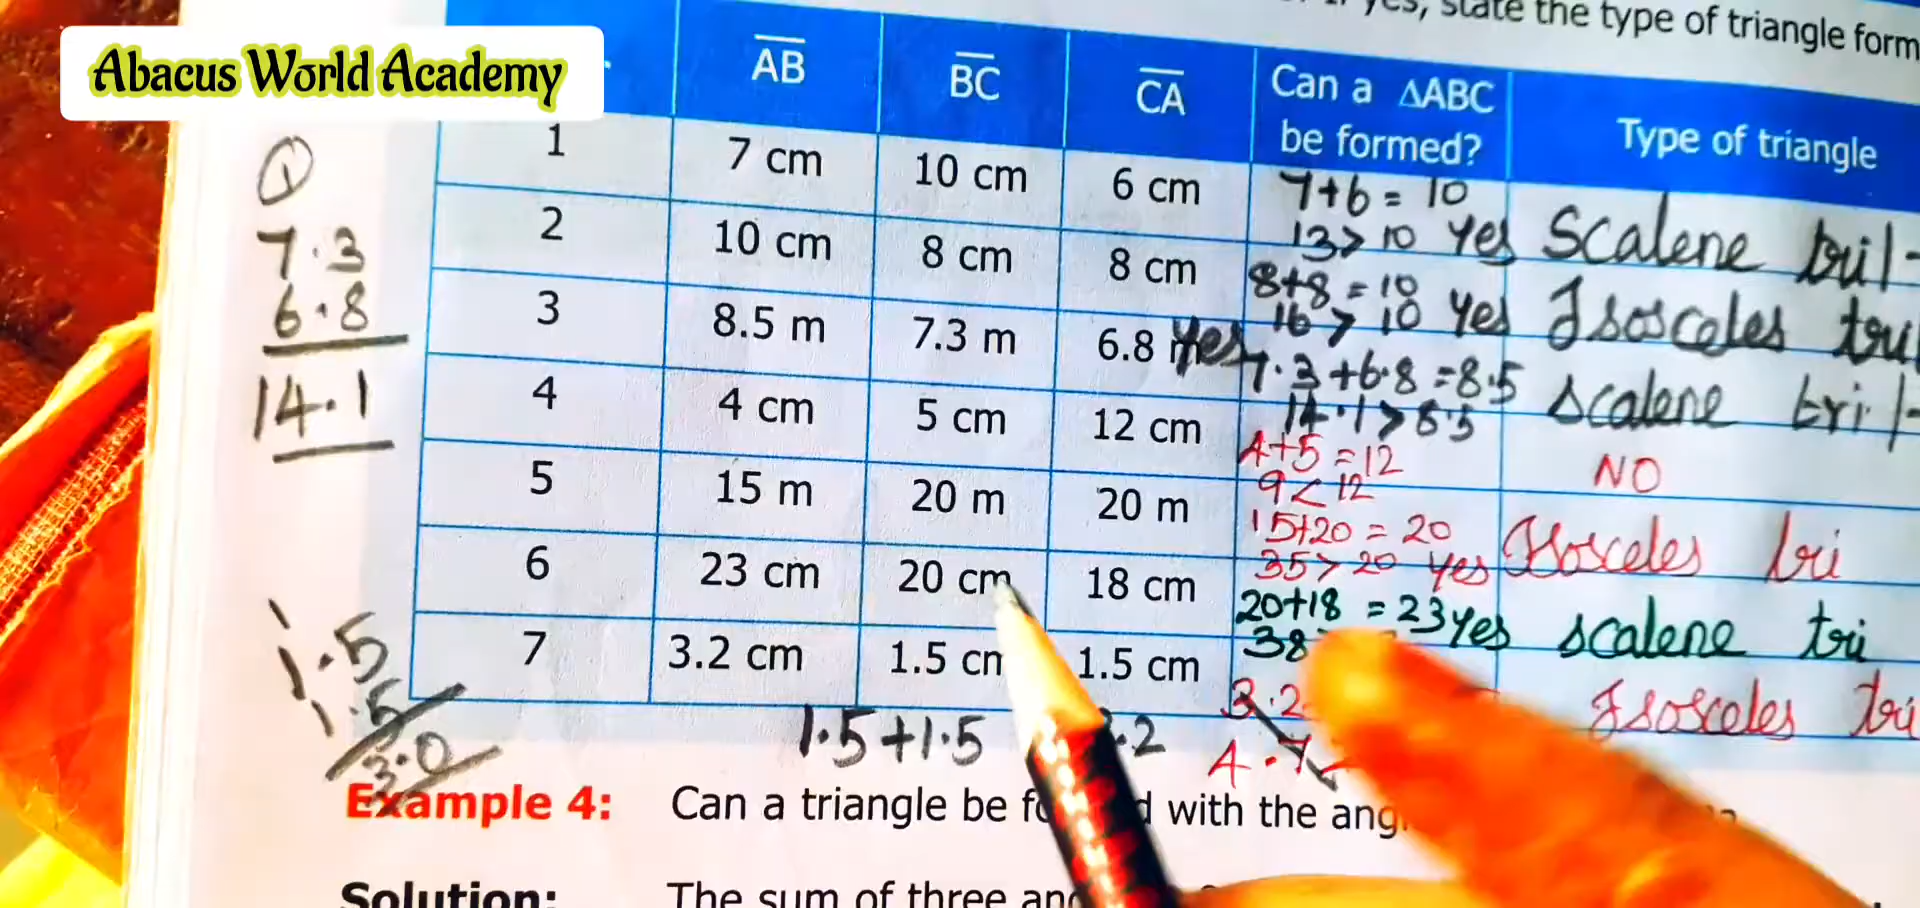 Abacus World Academy
yes, state the type of triangle form
AB BC CA Can a ΔABC be formed? Type of triangle
1 7 cm 10 cm 6 cm 7+6 = 10 13 > 10 yes Scalene tril-
2 10 cm 8 cm 8 cm 8+8 = 10 16 > 10 yes Isosceles tri
3 8.5 m 7.3 m 6.8 yes 7.3+6.8 =8.5 14.1 > 8.5 scalene tri.l-
4 4 cm 5 cm 12 cm 4+5 =12 9 < 12 NO
5 15 m 20 m 20 m 15+20 = 20 35 > 20 yes Isosceles tri
6 23 cm 20 cm 18 cm 20+18 = 23 yes 38 scalene tri
7 3.2 cm 1.5 cm 1.5 cm 3.2 4.7 Isosceles tri
1
7.3
6.8
14.1
1
1.5
1.5
3.0
1.5+1.5 .2
Example 4: Can a triangle be with the
Solution: The sum of three